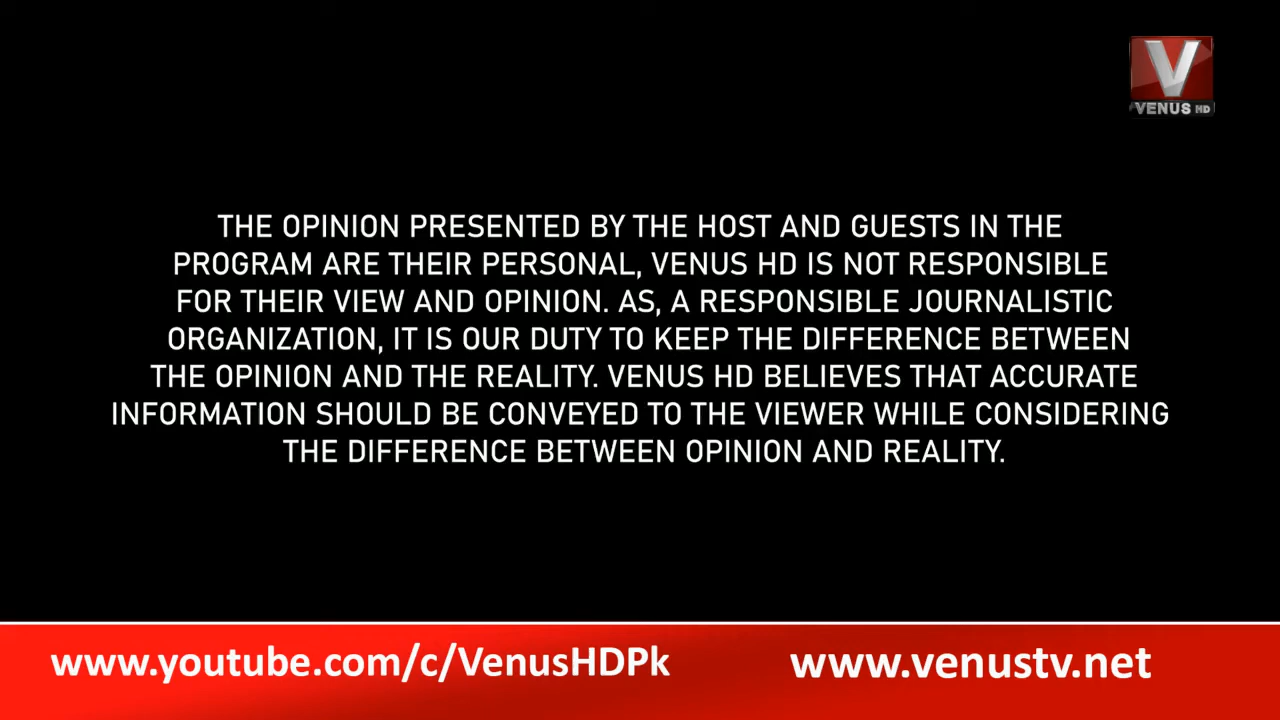 VENUS HD
THE OPINION PRESENTED BY THE HOST AND GUESTS IN THE
PROGRAM ARE THEIR PERSONAL, VENUS HD IS NOT RESPONSIBLE
FOR THEIR VIEW AND OPINION. AS, A RESPONSIBLE JOURNALISTIC
ORGANIZATION, IT IS OUR DUTY TO KEEP THE DIFFERENCE BETWEEN
THE OPINION AND THE REALITY. VENUS HD BELIEVES THAT ACCURATE
INFORMATION SHOULD BE CONVEYED TO THE VIEWER WHILE CONSIDERING
THE DIFFERENCE BETWEEN OPINION AND REALITY.
www.youtube.com/c/VenusHDPk www.venustv.net